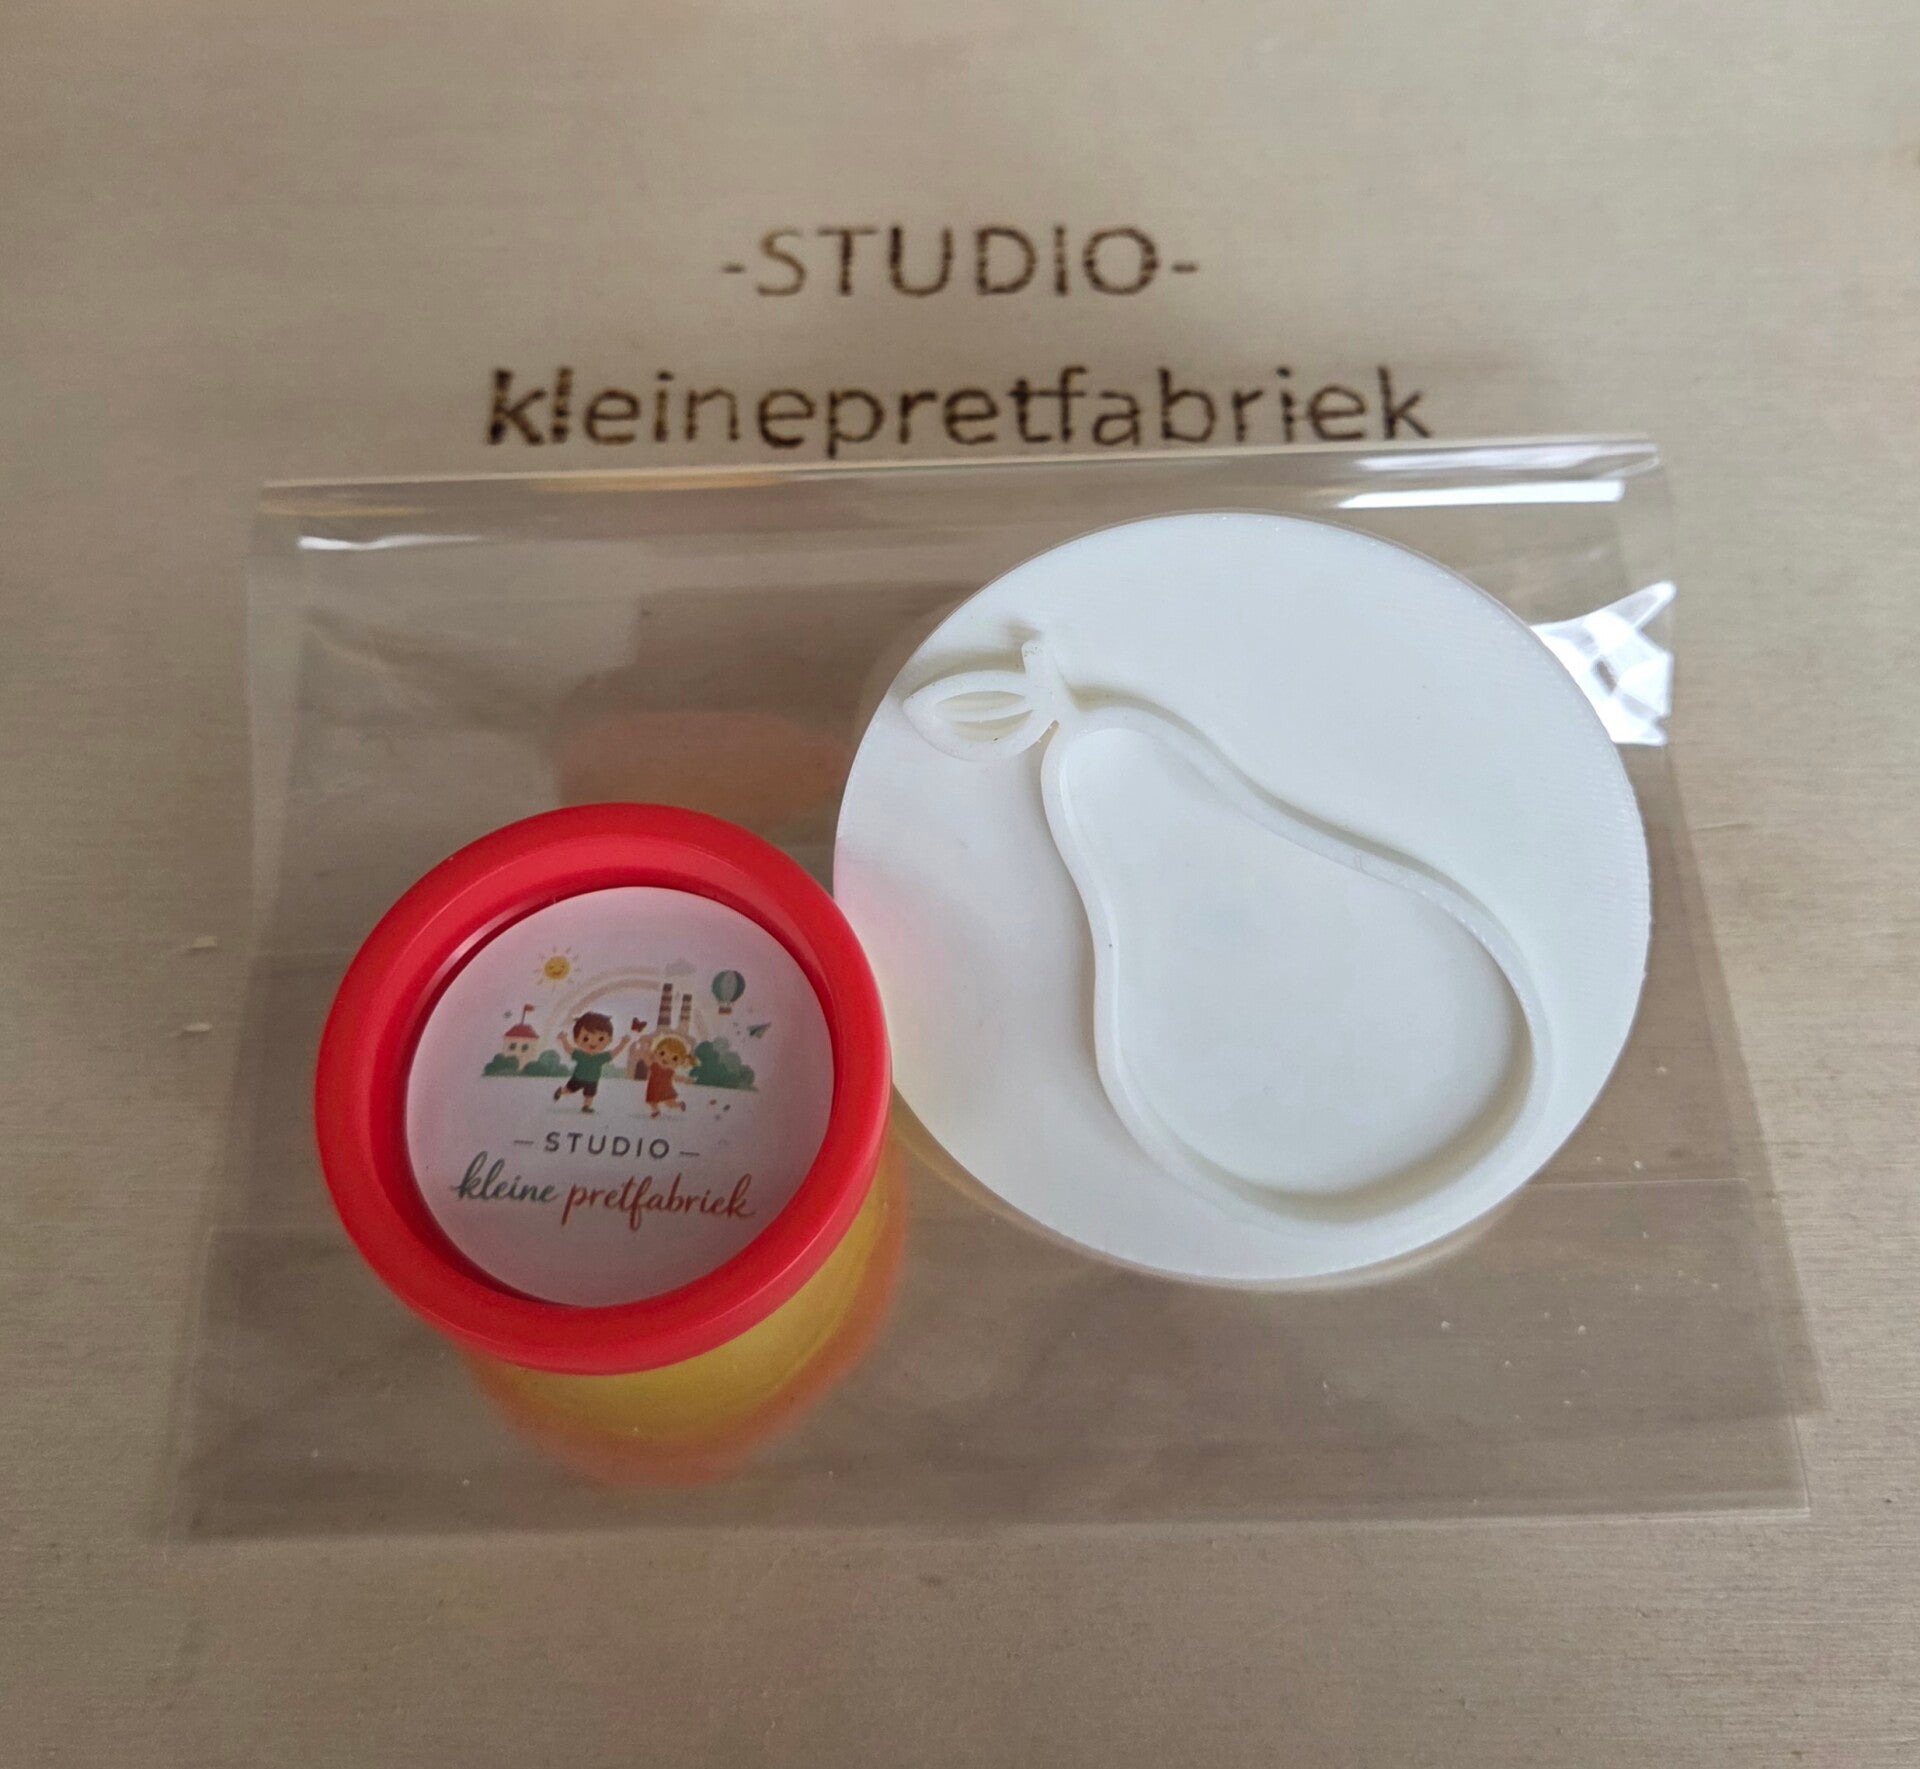 -STUDIO-
kleinepretfabriek
— STUDIO —
kleine pretfabriek